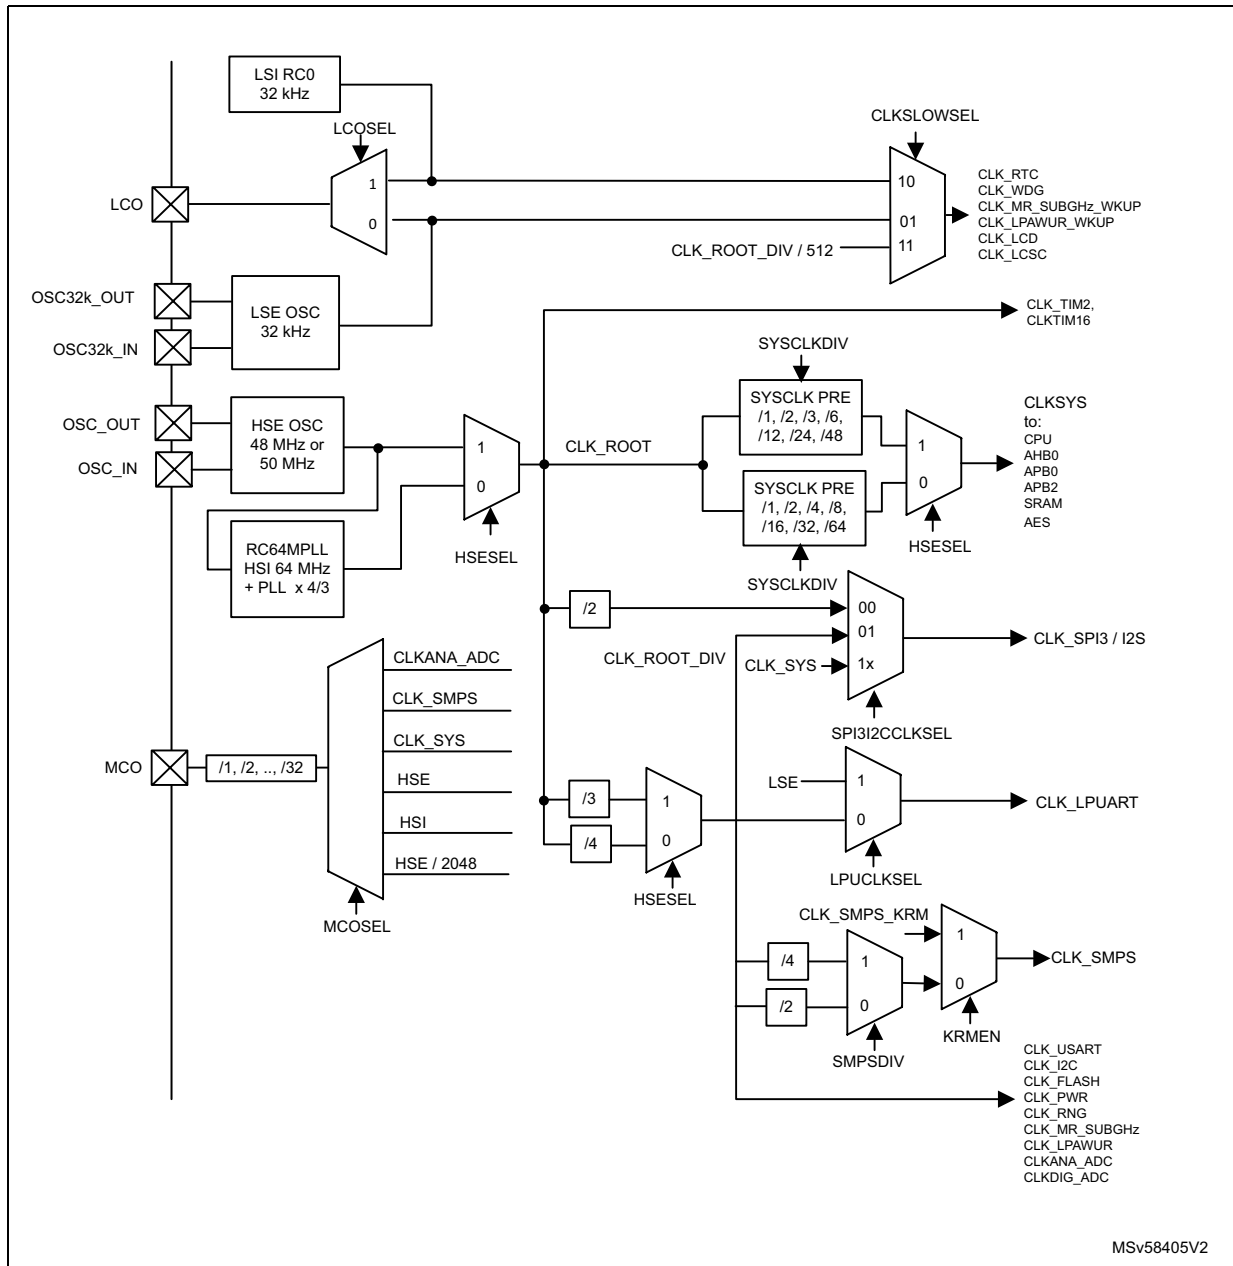 LSI RC0
32 kHz
LCOSEL
CLKSLOWSEL
1
0
10
01
11
LCO
CLK_ROOT_DIV / 512
CLK_RTC
CLK_WDG
CLK_MR_SUBGHz_WKUP
CLK_LPAWUR_WKUP
CLK_LCD
CLK_LCSC
OSC32k_OUT
OSC32k_IN
LSE OSC
32 kHz
CLK_TIM2,
CLKTIM16
OSC_OUT
OSC_IN
HSE OSC
48 MHz or
50 MHz
1
0
HSESEL
CLK_ROOT
RC64MPLL
HSI 64 MHz
+ PLL x 4/3
SYSCLKDIV
SYSCLK PRE
/1, /2, /3, /6,
/12, /24, /48
SYSCLK PRE
/1, /2, /4, /8,
/16, /32, /64
SYSCLKDIV
1
0
HSESEL
CLKSYS
to:
CPU
AHB0
APB0
APB2
SRAM
AES
/2
CLK_ROOT_DIV
CLK_SYS
00
01
1x
SPI3I2CCLKSEL
CLK_SPI3 / I2S
MCO
/1, /2, .., /32
CLKANA_ADC
CLK_SMPS
CLK_SYS
HSE
HSI
HSE / 2048
MCOSEL
/3
/4
1
0
HSESEL
LSE
1
0
LPUCLKSEL
CLK_LPUART
CLK_SMPS_KRM
/4
/2
1
0
SMPSDIV
1
0
KRMEN
CLK_SMPS
CLK_USART
CLK_I2C
CLK_FLASH
CLK_PWR
CLK_RNG
CLK_MR_SUBGHz
CLK_LPAWUR
CLKANA_ADC
CLKDIG_ADC
MSv58405V2